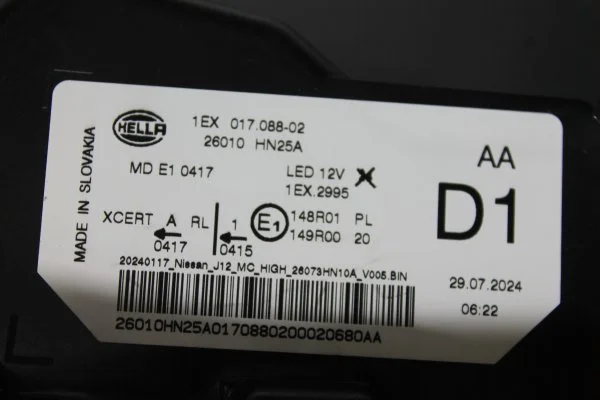 MADE IN SLOVAKIA
HELLA
1EX 017.088-02
26010 HN25A
MD E1 0417
LED 12V
1EX.2995
AA
D1
XCERT A RL 1 E1 148R01 PL
0417 0415 149R00 20
20240117_Nissan_J12_MC_HIGH_26073HN10A_V005.BIN
29.07.2024
06:22
26010HN25A0170880200020680AA
L